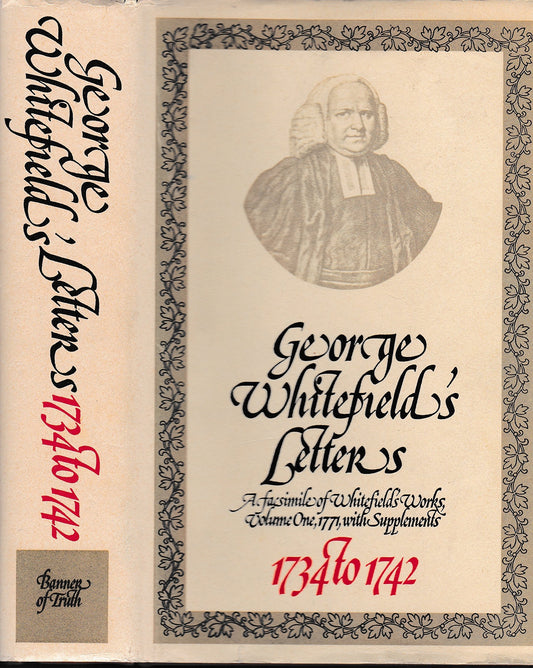 George
Whitefield's
Letters
1734 to 1742
Banner
of Truth
George
Whitefield's
Letters
A facsimile of Whitefield's Works,
Volume One, 1771, with Supplements
1734 to 1742